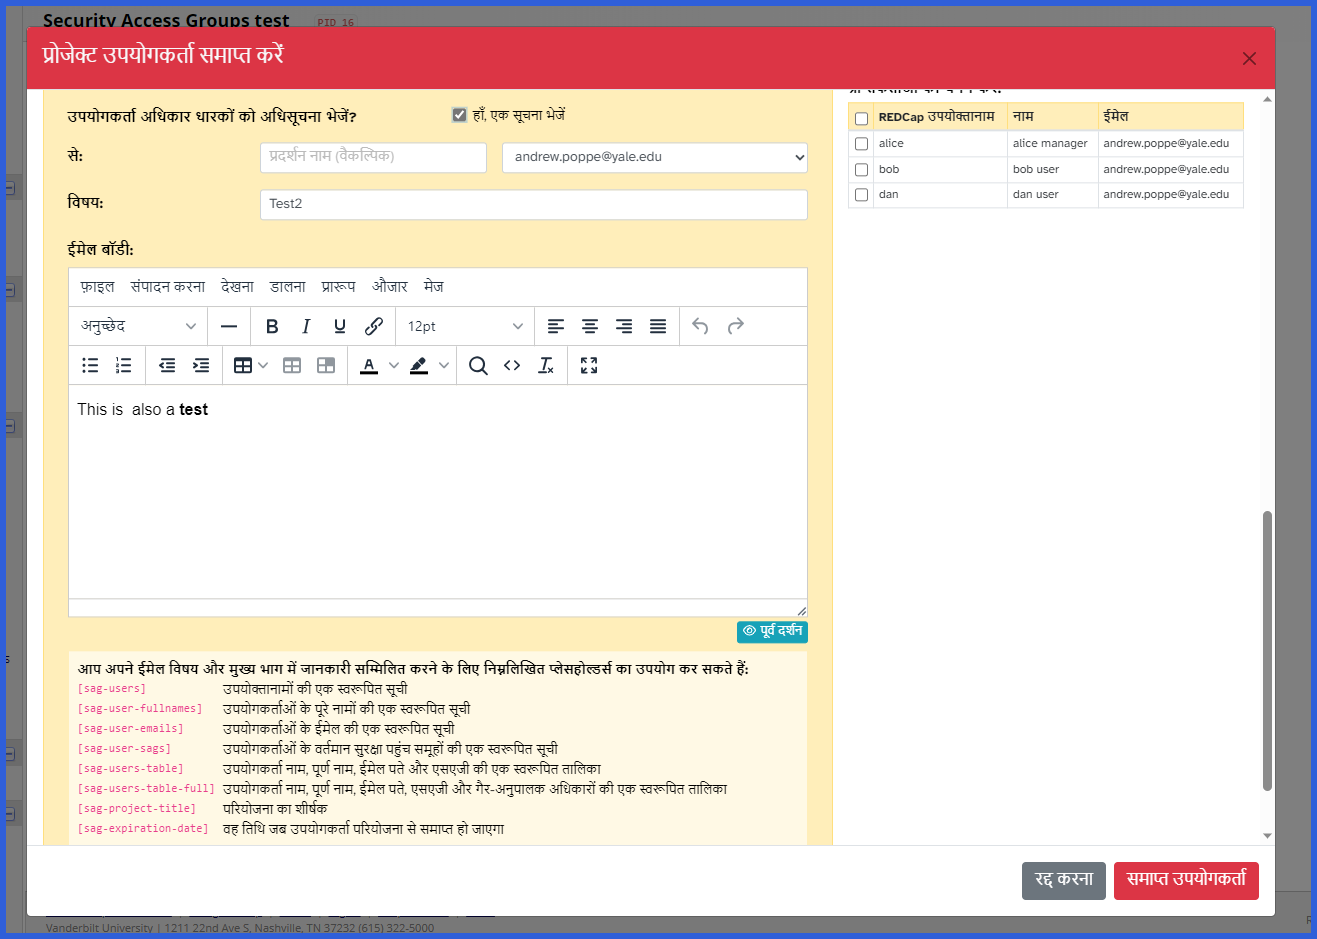 Security Access Groups test PID 16
प्रोजेक्ट उपयोगकर्ता समाप्त करें
उपयोगकर्ता अधिकार धारकों को अधिसूचना भेजें? हाँ, एक सूचना भेजें
से: प्रदर्शन नाम (वैकल्पिक) andrew.poppe@yale.edu
विषय: Test2
ईमेल बॉडी:
फ़ाइल संपादन करना देखना डालना प्रारूप औजार मेज
अनुच्छेद B I U 12pt
A
This is also a test
पूर्व दर्शन
आप अपने ईमेल विषय और मुख्य भाग में जानकारी सम्मिलित करने के लिए निम्नलिखित प्लेसहोल्डर्स का उपयोग कर सकते हैं:
[sag-users] उपयोक्तानामों की एक स्वरूपित सूची
[sag-user-fullnames] उपयोगकर्ताओं के पूरे नामों की एक स्वरूपित सूची
[sag-user-emails] उपयोगकर्ताओं के ईमेल की एक स्वरूपित सूची
[sag-user-sags] उपयोगकर्ताओं के वर्तमान सुरक्षा पहुंच समूहों की एक स्वरूपित सूची
[sag-users-table] उपयोगकर्ता नाम, पूर्ण नाम, ईमेल पते और एसएजी की एक स्वरूपित तालिका
[sag-users-table-full] उपयोगकर्ता नाम, पूर्ण नाम, ईमेल पते, एसएजी और गैर-अनुपालक अधिकारों की एक स्वरूपित तालिका
[sag-project-title] परियोजना का शीर्षक
[sag-expiration-date] वह तिथि जब उपयोगकर्ता परियोजना से समाप्त हो जाएगा
REDCap उपयोक्तानाम नाम ईमेल
alice alice manager andrew.poppe@yale.edu
bob bob user andrew.poppe@yale.edu
dan dan user andrew.poppe@yale.edu
रद्द करना समाप्त उपयोगकर्ता
Vanderbilt University | 1211 22nd Ave S, Nashville, TN 37232 (615) 322-5000